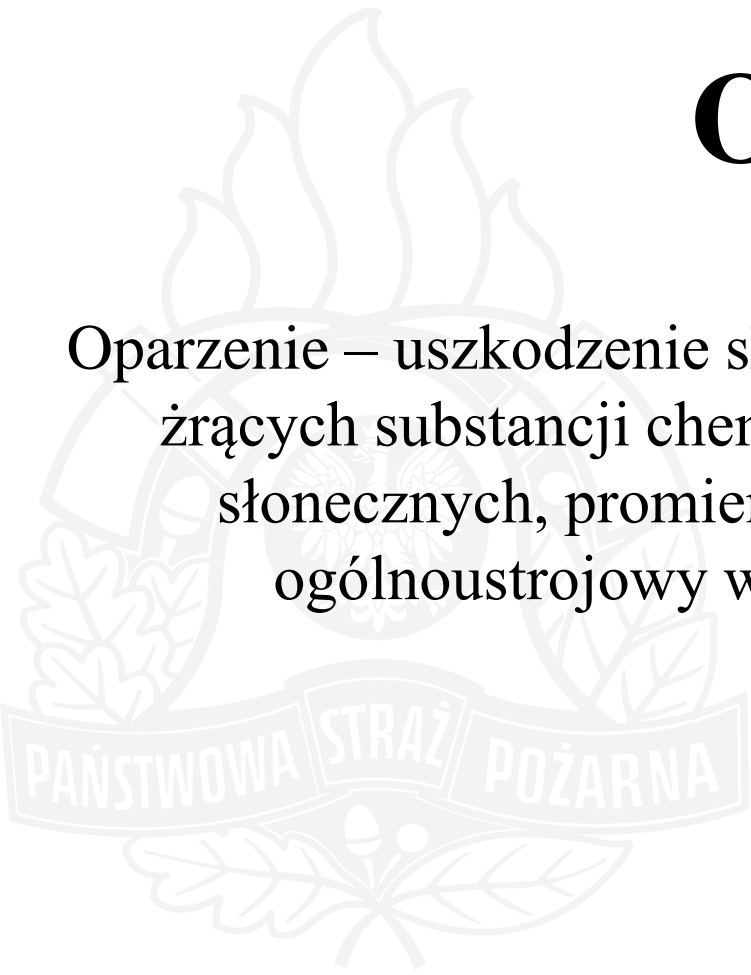 O
Oparzenie – uszkodzenie s
żrących substancji chem
słonecznych, promien
ogólnoustrojowy w
PAŃSTWOWA STRAŻ POŻARNA